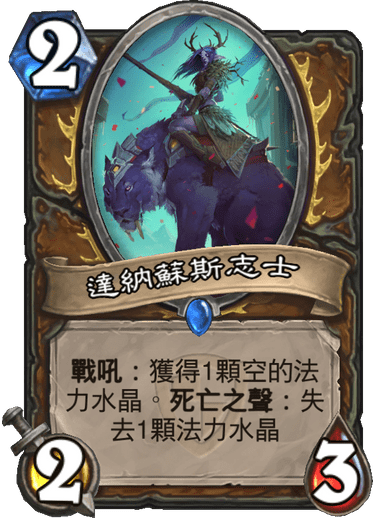 2
達納蘇斯志士
戰吼：獲得1顆空的法
力水晶。死亡之聲：失
去1顆法力水晶
2
3